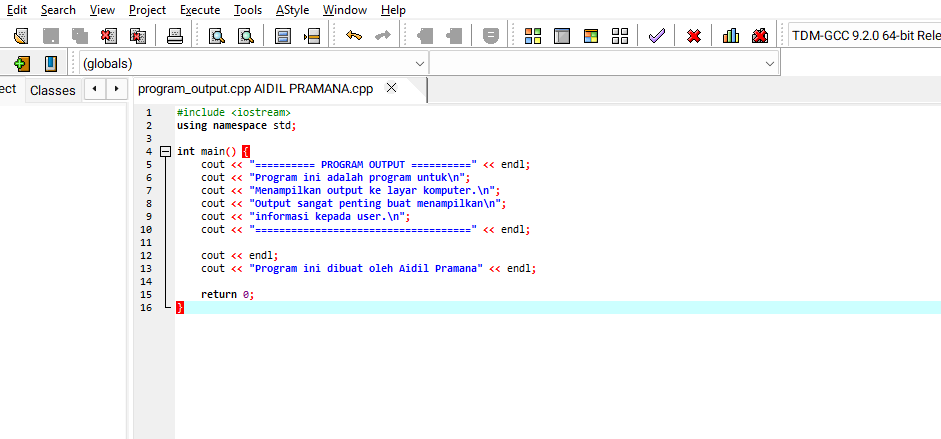 Edit Search View Project Execute Tools AStyle Window Help
TDM-GCC 9.2.0 64-bit Rele
(globals)
ect Classes program_output.cpp AIDIL PRAMANA.cpp
1 #include <iostream>
2 using namespace std;
3
4 int main() {
5 cout << "========== PROGRAM OUTPUT ==========" << endl;
6 cout << "Program ini adalah program untuk\n";
7 cout << "Menampilkan output ke layar komputer.\n";
8 cout << "Output sangat penting buat menampilkan\n";
9 cout << "informasi kepada user.\n";
10 cout << "====================================" << endl;
11
12 cout << endl;
13 cout << "Program ini dibuat oleh Aidil Pramana" << endl;
14
15 return 0;
16 }